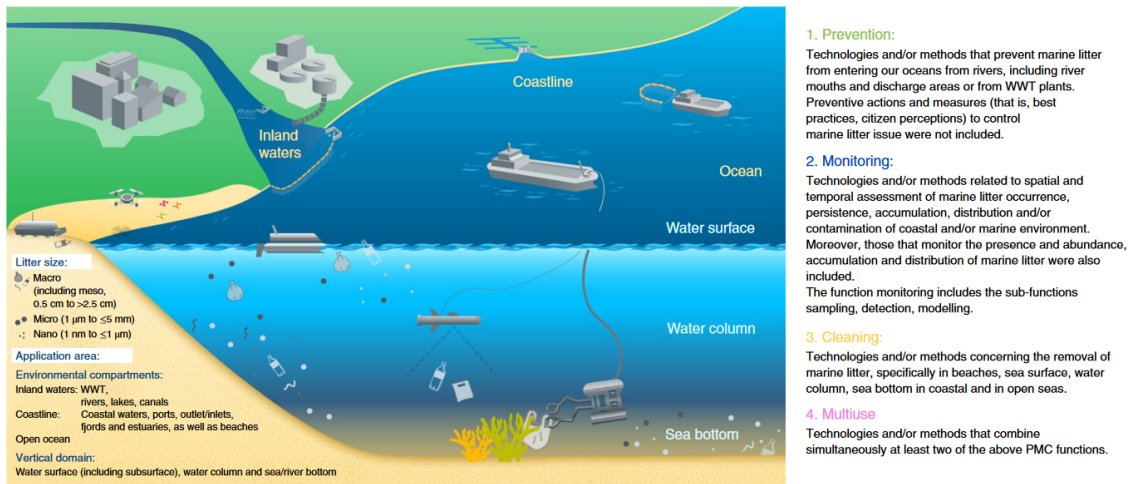 Coastline
Inland
waters
Ocean
Water surface
Water column
Sea bottom
Litter size:
Macro
(including meso,
0.5 cm to >2.5 cm)
Micro (1 µm to ≤5 mm)
Nano (1 nm to ≤1 µm)
Application area:
Environmental compartments:
Inland waters: WWT,
rivers, lakes, canals
Coastline: Coastal waters, ports, outlet/inlets,
fjords and estuaries, as well as beaches
Open ocean
Vertical domain:
Water surface (including subsurface), water column and sea/river bottom
1. Prevention:
Technologies and/or methods that prevent marine litter
from entering our oceans from rivers, including river
mouths and discharge areas or from WWT plants.
Preventive actions and measures (that is, best
practices, citizen perceptions) to control
marine litter issue were not included.
2. Monitoring:
Technologies and/or methods related to spatial and
temporal assessment of marine litter occurrence,
persistence, accumulation, distribution and/or
contamination of coastal and/or marine environment.
Moreover, those that monitor the presence and abundance,
accumulation and distribution of marine litter were also
included.
The function monitoring includes the sub-functions
sampling, detection, modelling.
3. Cleaning:
Technologies and/or methods concerning the removal of
marine litter, specifically in beaches, sea surface, water
column, sea bottom in coastal and in open seas.
4. Multiuse
Technologies and/or methods that combine
simultaneously at least two of the above PMC functions.